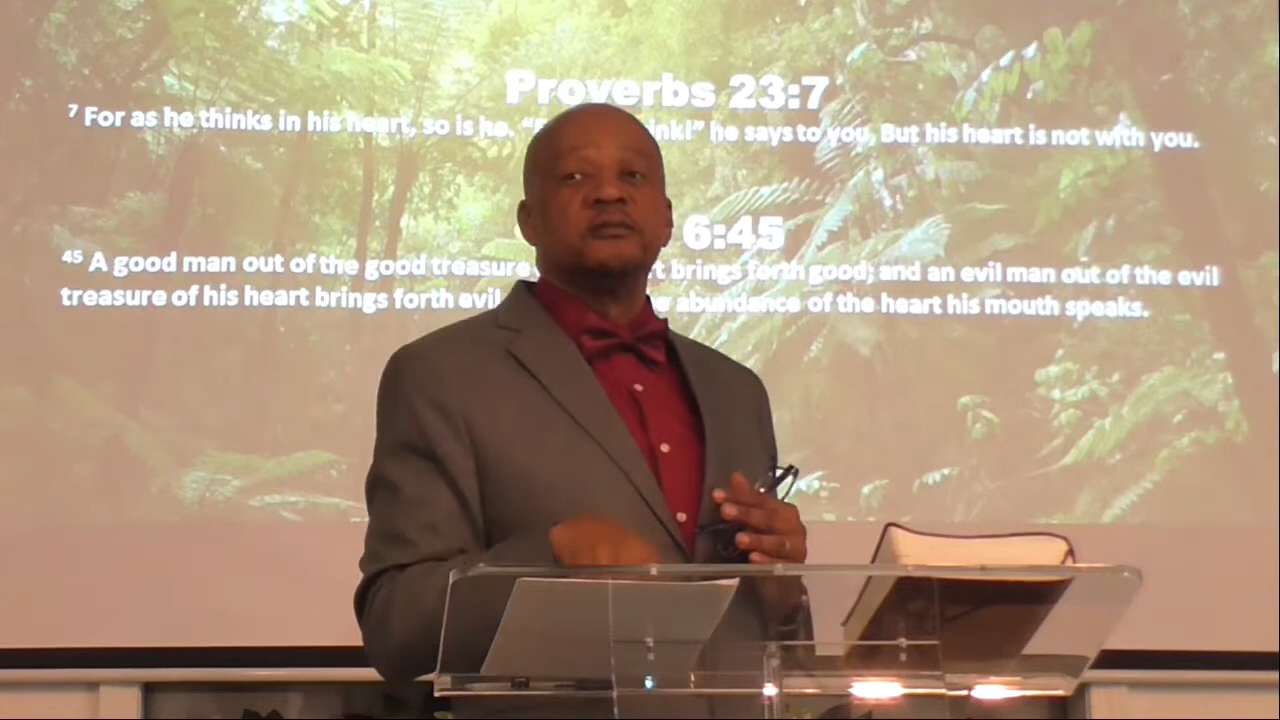 Proverbs 23:7
7 For as he thinks in his heart, so is he. he says to you, But his heart is not with you.
6:45
45 A good man out of the good treasure brings forth good; and an evil man out of the evil
treasure of his heart brings forth evil abundance of the heart his mouth speaks.